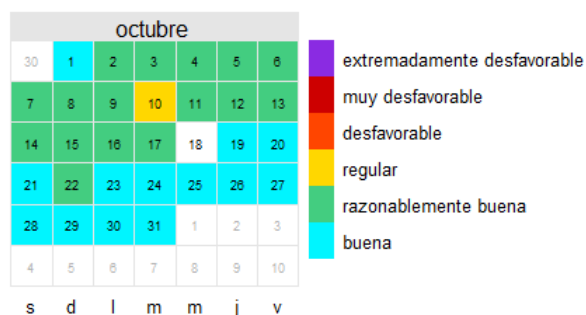 octubre
30 1 2 3 4 5 6
7 8 9 10 11 12 13
14 15 16 17 18 19 20
21 22 23 24 25 26 27
28 29 30 31 1 2 3
4 5 6 7 8 9 10
s d l m m j v
extremadamente desfavorable
muy desfavorable
desfavorable
regular
razonablemente buena
buena